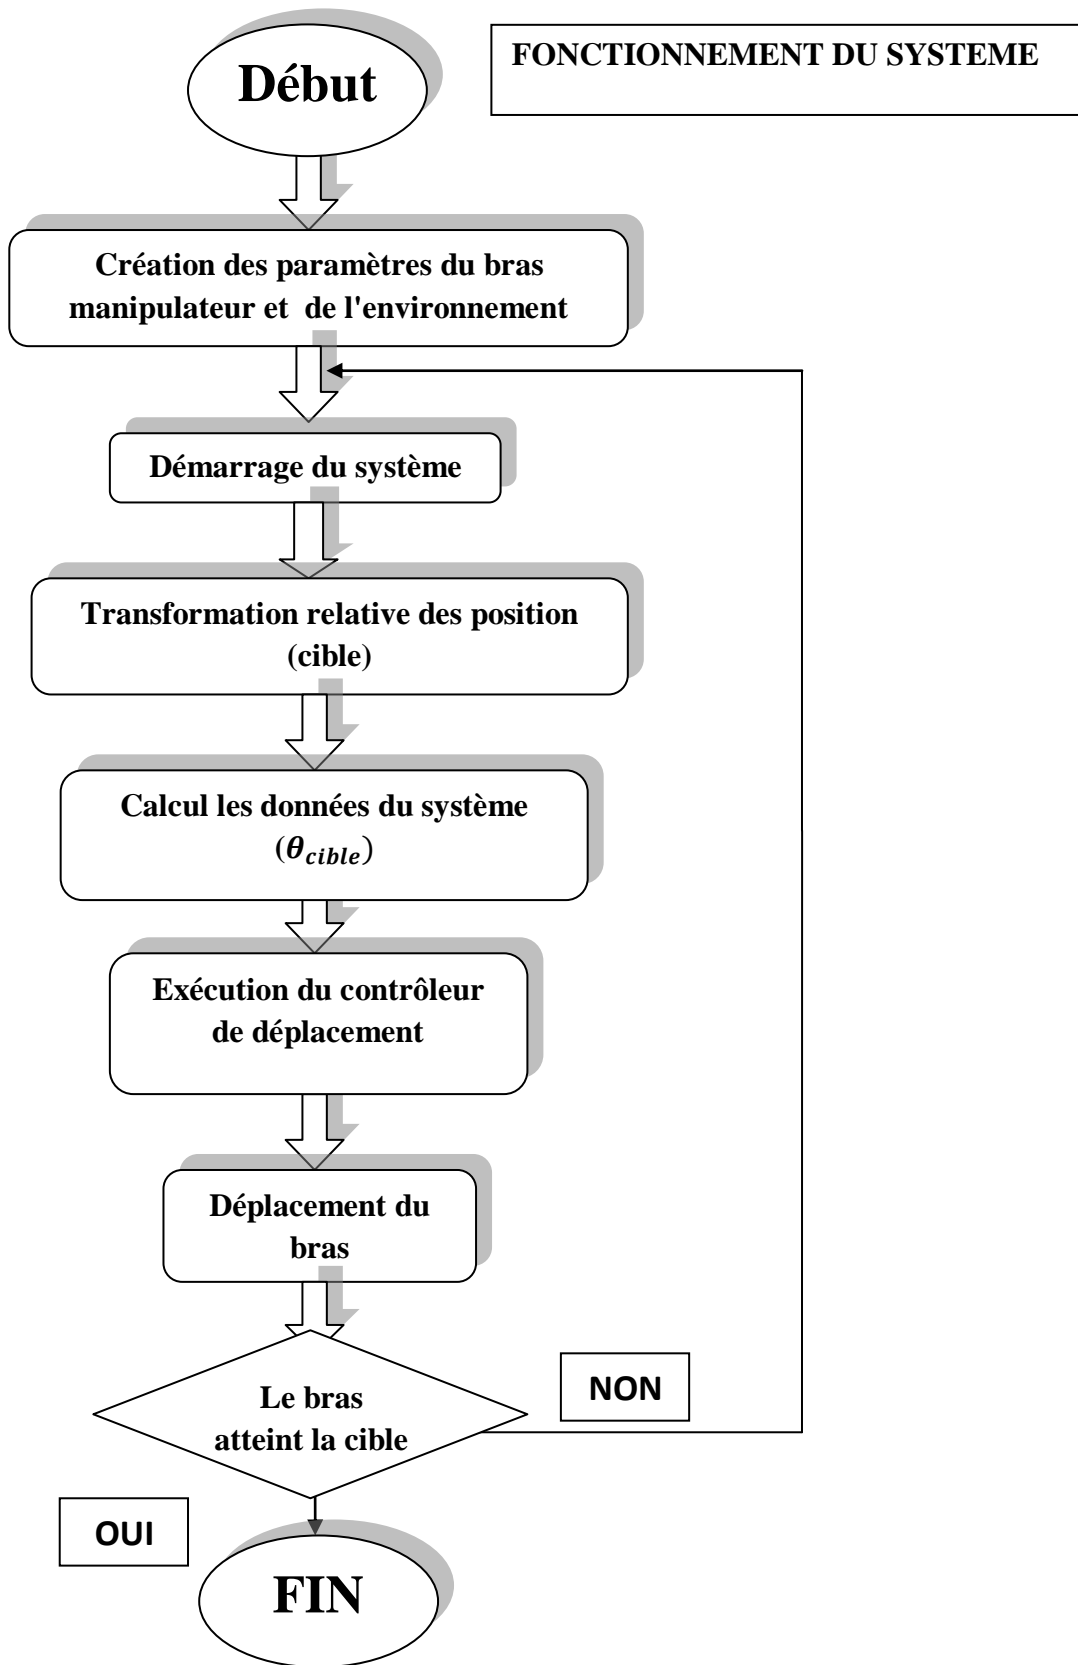 Début
FONCTIONNEMENT DU SYSTEME
Création des paramètres du bras
manipulateur et de l'environnement
Démarrage du système
Transformation relative des position
(cible)
Calcul les données du système
(θ_cible)
Exécution du contrôleur
de déplacement
Déplacement du
bras
Le bras
atteint la cible
NON
OUI
FIN